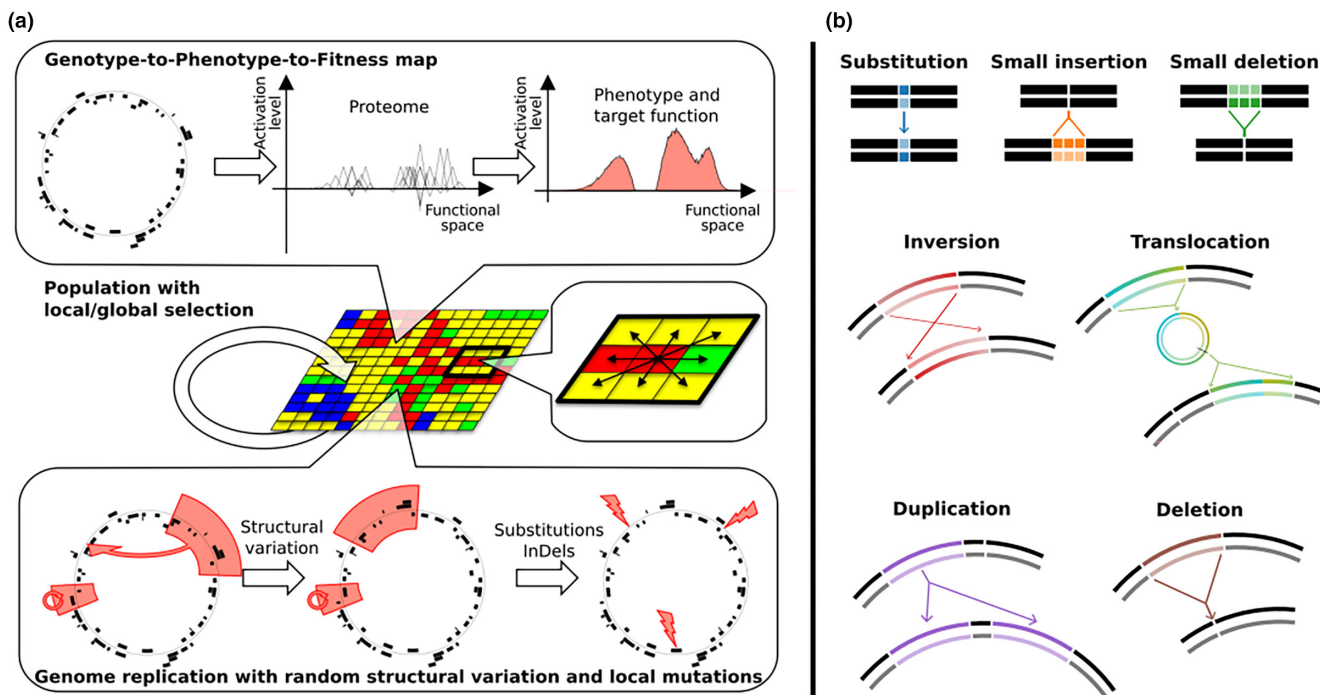 (a)
Genotype-to-Phenotype-to-Fitness map
Activation
level
Proteome
Functional
space
Activation
level
Phenotype and
target function
Functional
space
Population with
local/global selection
Structural
variation
Substitutions
InDels
Genome replication with random structural variation and local mutations
(b)
Substitution
Small insertion
Small deletion
Inversion
Translocation
Duplication
Deletion